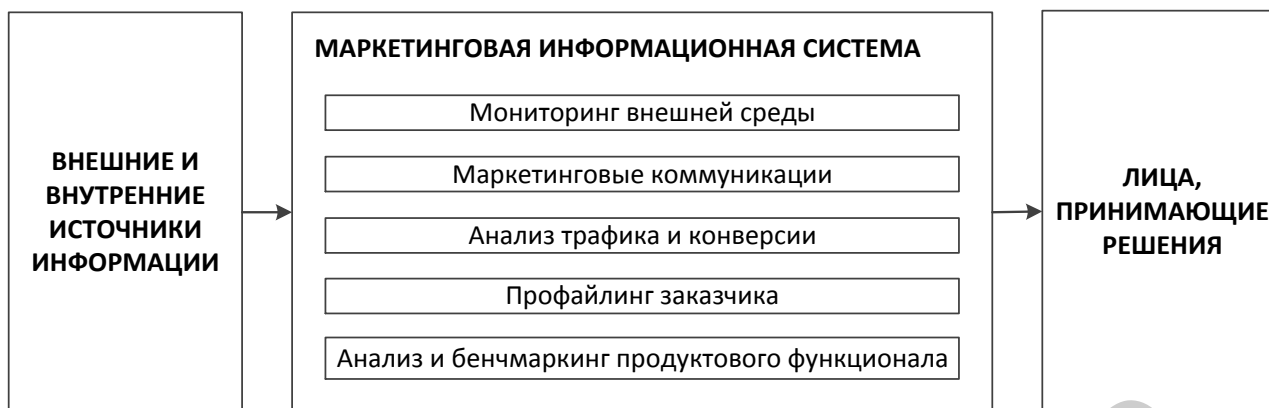 ВНЕШНИЕ И
ВНУТРЕННИЕ
ИСТОЧНИКИ
ИНФОРМАЦИИ
МАРКЕТИНГОВАЯ ИНФОРМАЦИОННАЯ СИСТЕМА
Мониторинг внешней среды
Маркетинговые коммуникации
Анализ трафика и конверсии
Профайлинг заказчика
Анализ и бенчмаркинг продуктового функционала
ЛИЦА,
ПРИНИМАЮЩИЕ
РЕШЕНИЯ